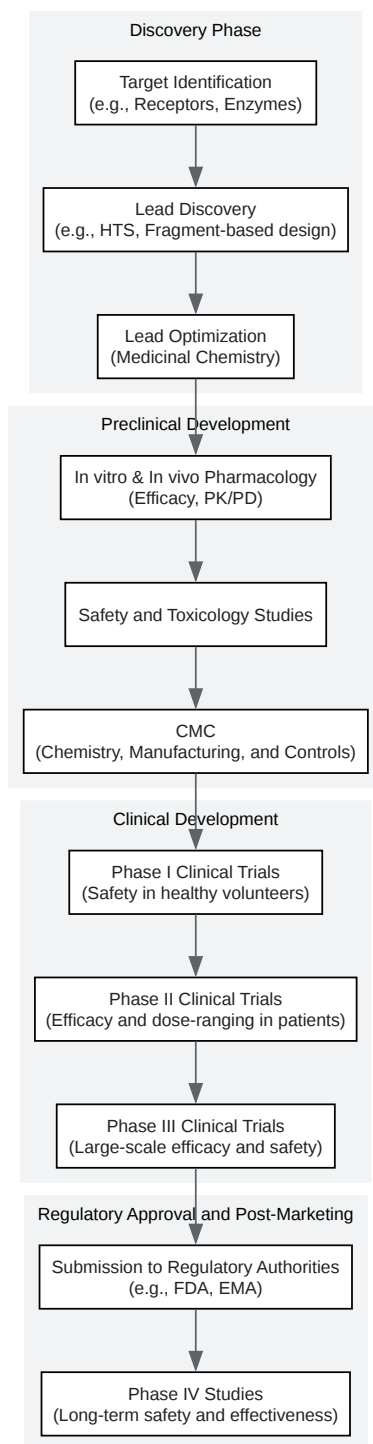 Discovery Phase
Target Identification
(e.g., Receptors, Enzymes)
Lead Discovery
(e.g., HTS, Fragment-based design)
Lead Optimization
(Medicinal Chemistry)
Preclinical Development
In vitro & In vivo Pharmacology
(Efficacy, PK/PD)
Safety and Toxicology Studies
CMC
(Chemistry, Manufacturing, and Controls)
Clinical Development
Phase I Clinical Trials
(Safety in healthy volunteers)
Phase II Clinical Trials
(Efficacy and dose-ranging in patients)
Phase III Clinical Trials
(Large-scale efficacy and safety)
Regulatory Approval and Post-Marketing
Submission to Regulatory Authorities
(e.g., FDA, EMA)
Phase IV Studies
(Long-term safety and effectiveness)